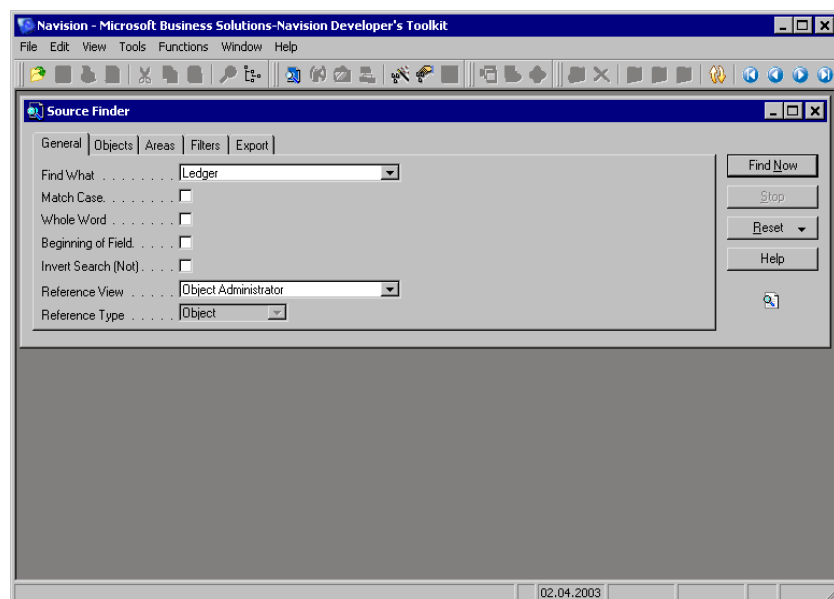 Navision - Microsoft Business Solutions-Navision Developer's Toolkit
File Edit View Tools Functions Window Help
Source Finder
General Objects Areas Filters Export
Find What . . . . . . . . Ledger
Find Now
Match Case. . . . . . . .
Stop
Whole Word . . . . . . .
Reset
Beginning of Field. . . . .
Help
Invert Search (Not) . . . .
Reference View . . . . . Object Administrator
Reference Type . . . . . Object
02.04.2003